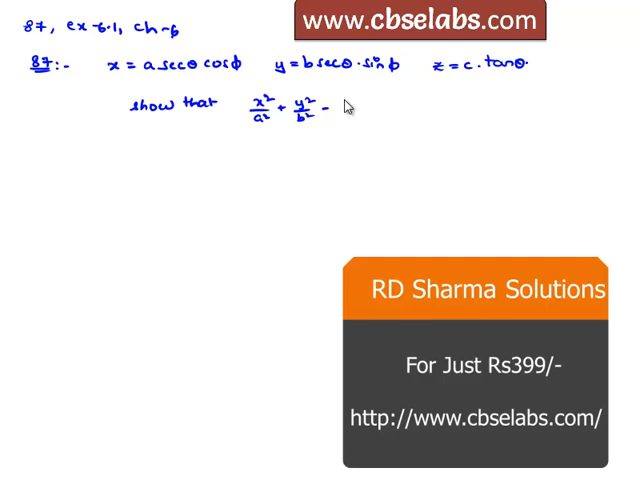 www.cbselabs.com
87, ex-6.1, ch-6
87:- x = a secθ cosϕ y = b secθ · sinϕ z = c · tanθ.
show that x²/a² + y²/b² -
RD Sharma Solutions
For Just Rs399/-
http://www.cbselabs.com/